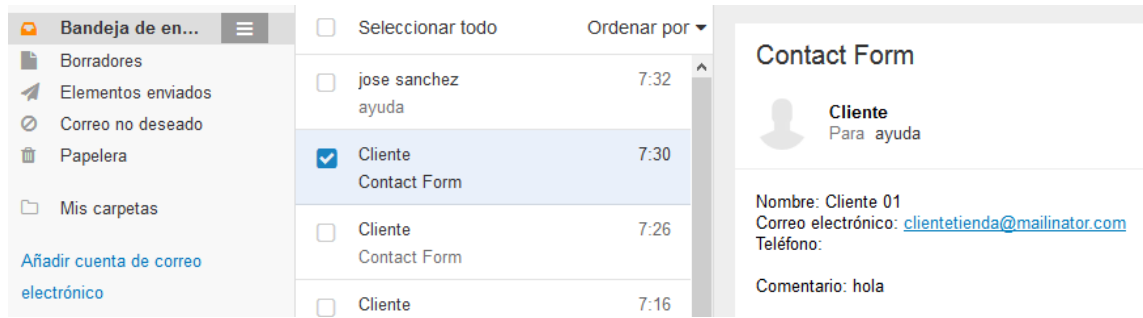 Bandeja de en...
Borradores
Elementos enviados
Correo no deseado
Papelera
Mis carpetas
Añadir cuenta de correo
electrónico
Seleccionar todo Ordenar por
jose sanchez 7:32
ayuda
Cliente 7:30
Contact Form
Cliente 7:26
Contact Form
Cliente 7:16
Contact Form
Cliente
Para ayuda
Nombre: Cliente 01
Correo electrónico: clientetienda@mailinator.com
Teléfono:
Comentario: hola